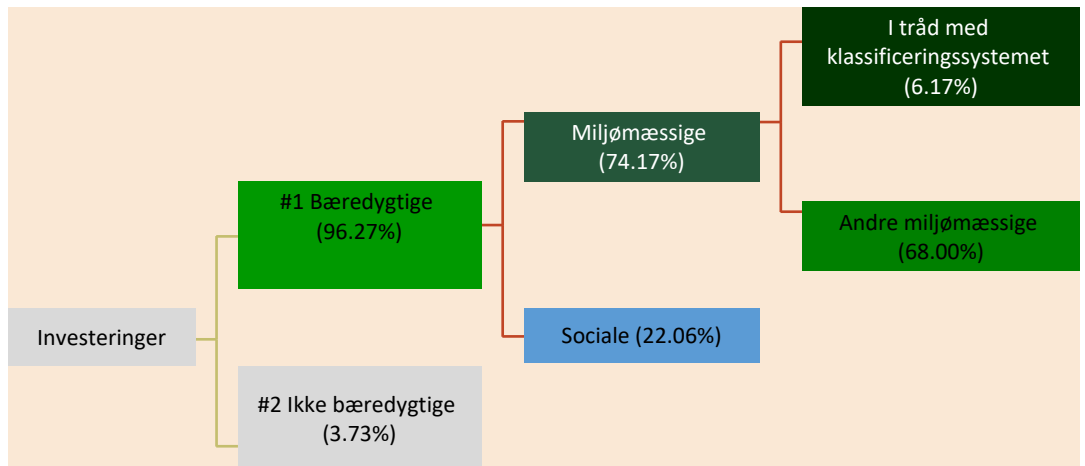 Investeringer
#1 Bæredygtige
(96.27%)
#2 Ikke bæredygtige
(3.73%)
Miljømæssige
(74.17%)
Sociale (22.06%)
I tråd med
klassificeringssystemet
(6.17%)
Andre miljømæssige
(68.00%)